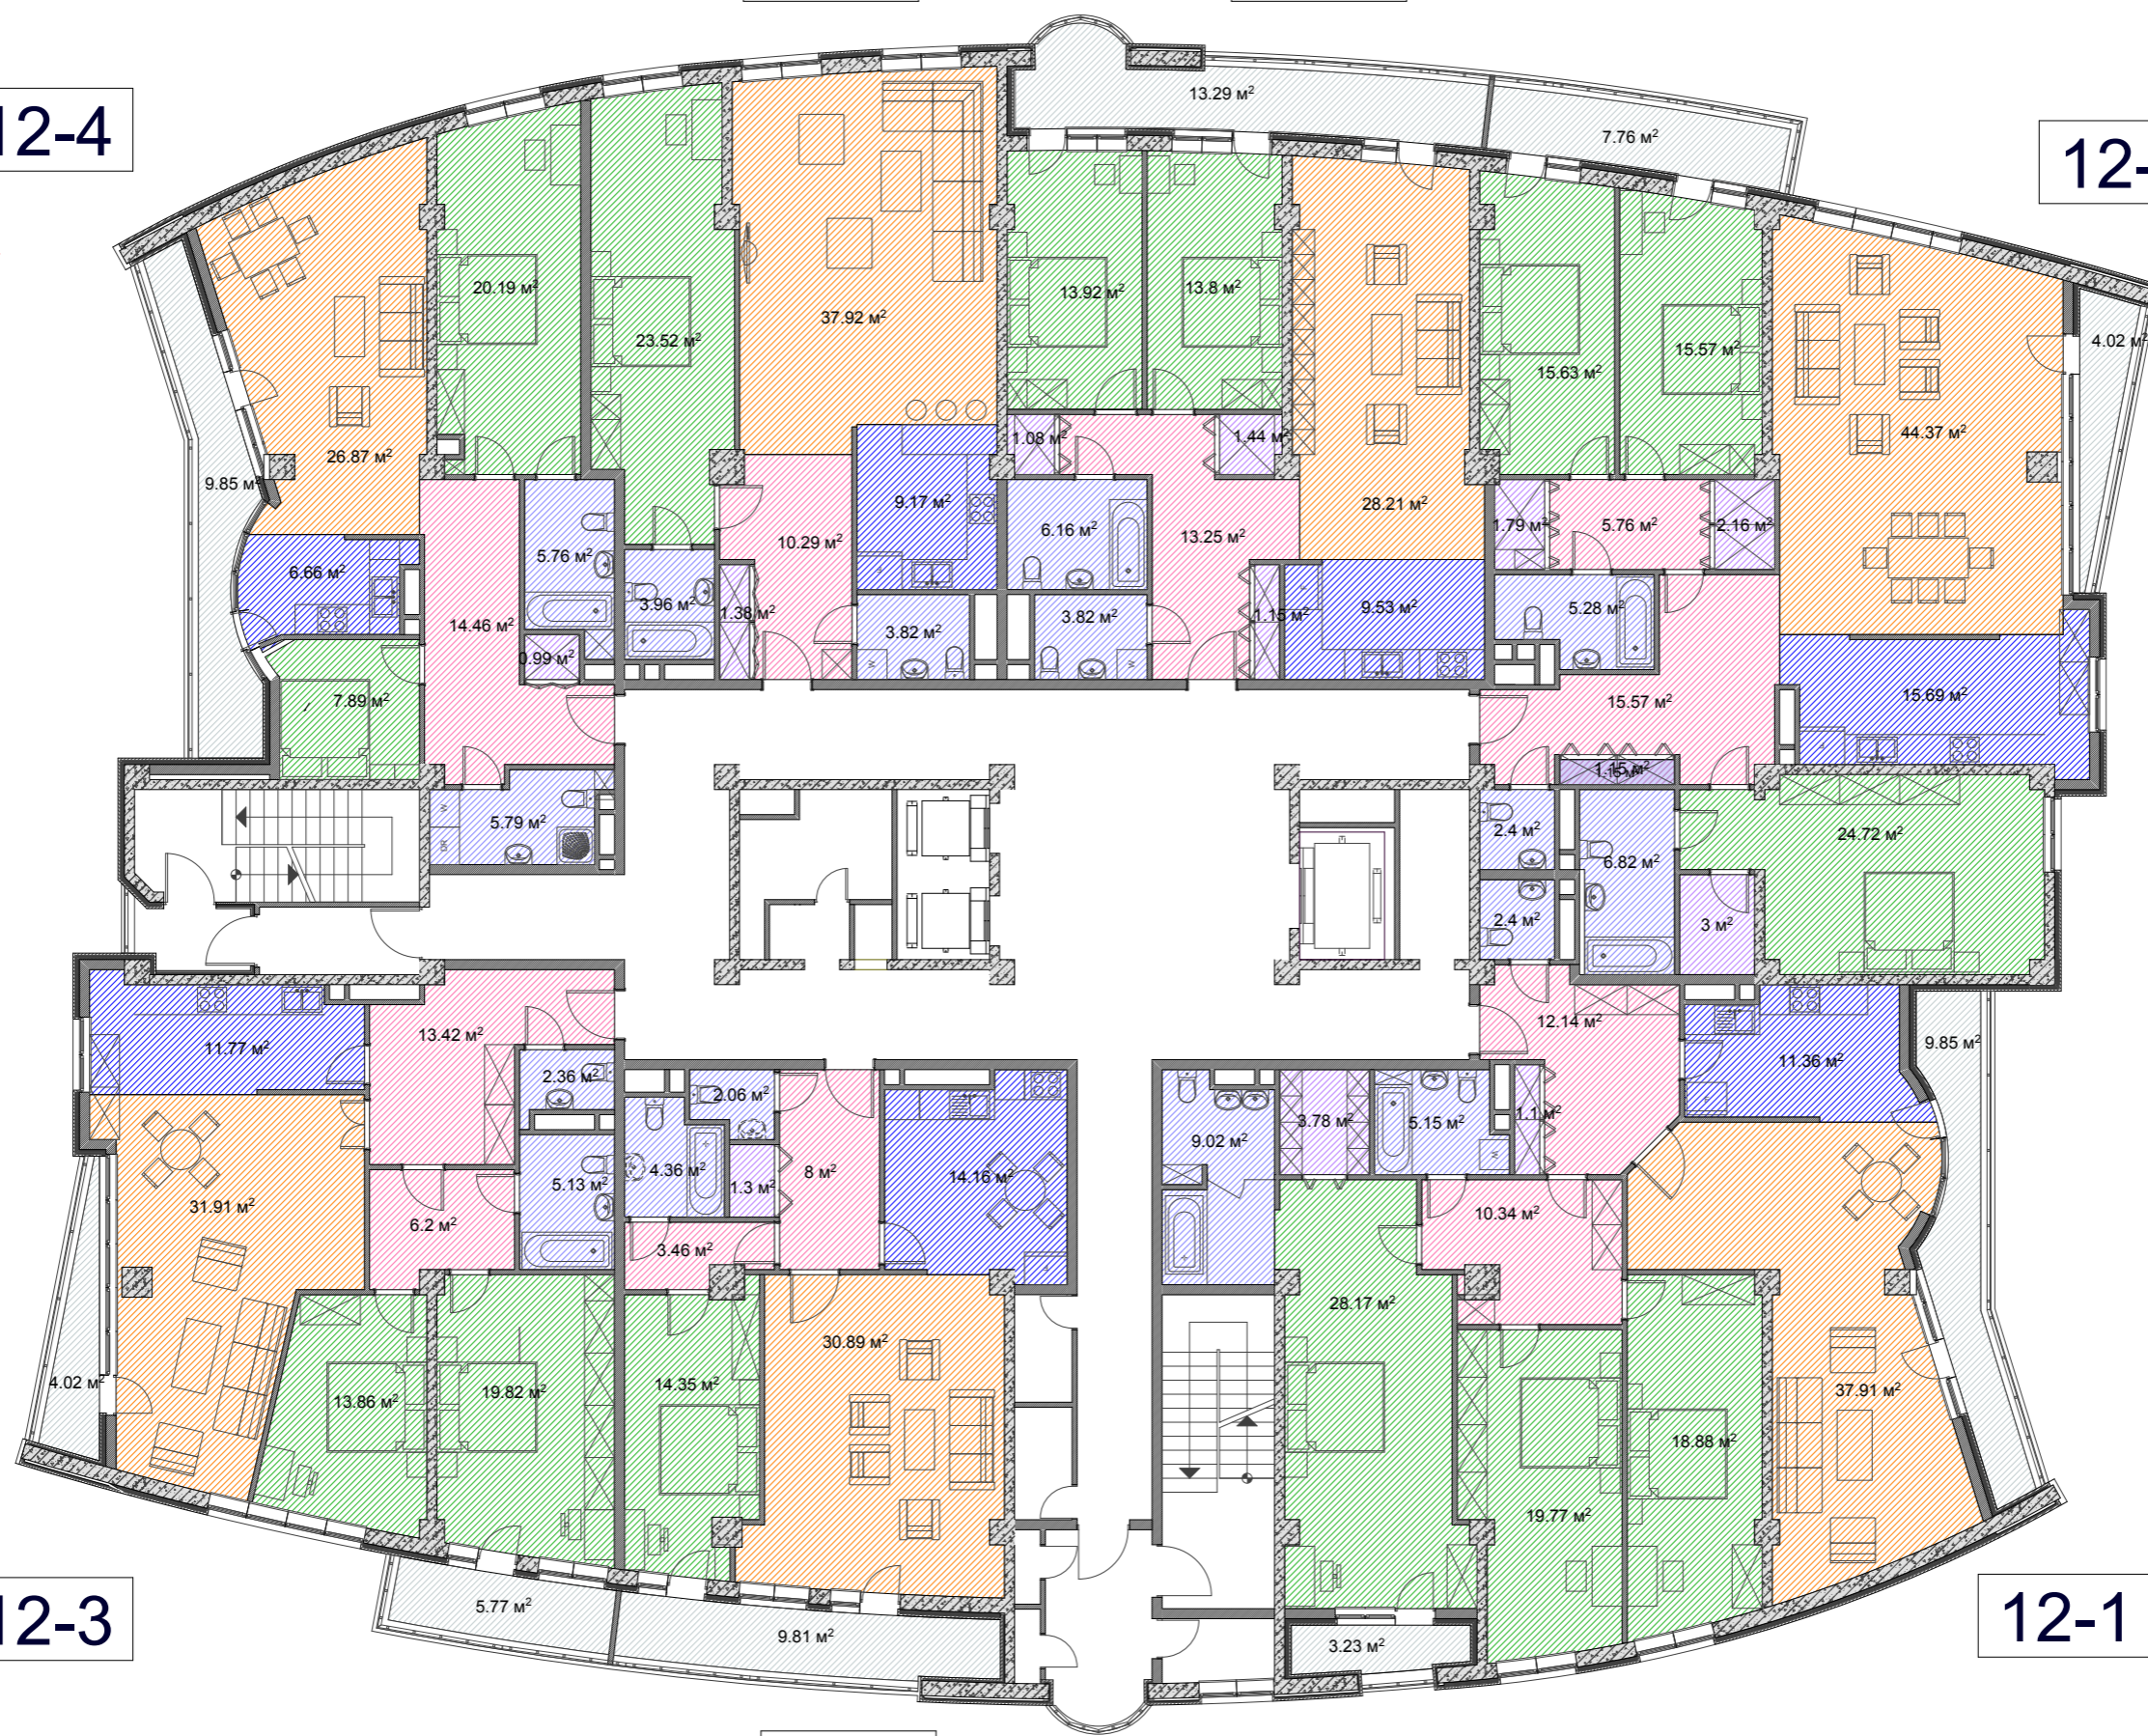 13.29 м²
7.76 м²
12-4
12-
20.19 м²
23.52 м²
37.92 м²
13.92 м²
13.8 м²
15.63 м²
15.57 м²
4.02 м²
44.37 м²
26.87 м²
9.85 м²
1.08 м²
1.44 м²
9.17 м²
28.21 м²
6.16 м²
13.25 м²
1.79 м²
5.76 м²
2.16 м²
10.29 м²
5.76 м²
6.66 м²
3.96 м²
1.38 м²
1.15 м²
9.53 м²
5.28 м²
14.46 м²
3.82 м²
3.82 м²
0.99 м²
7.89 м²
15.57 м²
15.69 м²
1.15 м²
5.79 м²
2.4 м²
6.82 м²
24.72 м²
2.4 м²
3 м²
13.42 м²
12.14 м²
11.77 м²
9.85 м²
11.36 м²
2.36 м²
2.06 м²
3.78 м²
5.15 м²
1.1 м²
9.02 м²
4.36 м²
8 м²
14.16 м²
5.13 м²
1.3 м²
31.91 м²
6.2 м²
10.34 м²
3.46 м²
28.17 м²
30.89 м²
4.02 м²
13.86 м²
19.82 м²
14.35 м²
37.91 м²
18.88 м²
19.77 м²
12-3
5.77 м²
9.81 м²
3.23 м²
12-1